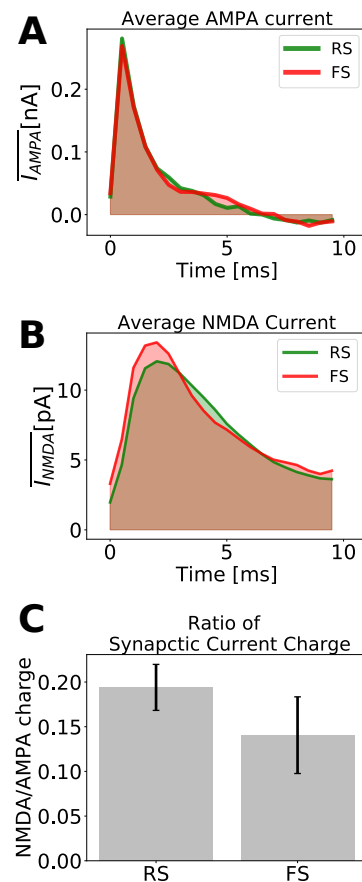 A
Average AMPA current
RS
FS
I_AMPA[nA]
0.2
0.1
0.0
0
5
10
Time [ms]
B
Average NMDA Current
RS
FS
I_NMDA[pA]
10
5
0
0
5
10
Time [ms]
C
Ratio of
Synapctic Current Charge
NMDA/AMPA charge
0.20
0.15
0.10
0.05
0.00
RS
FS